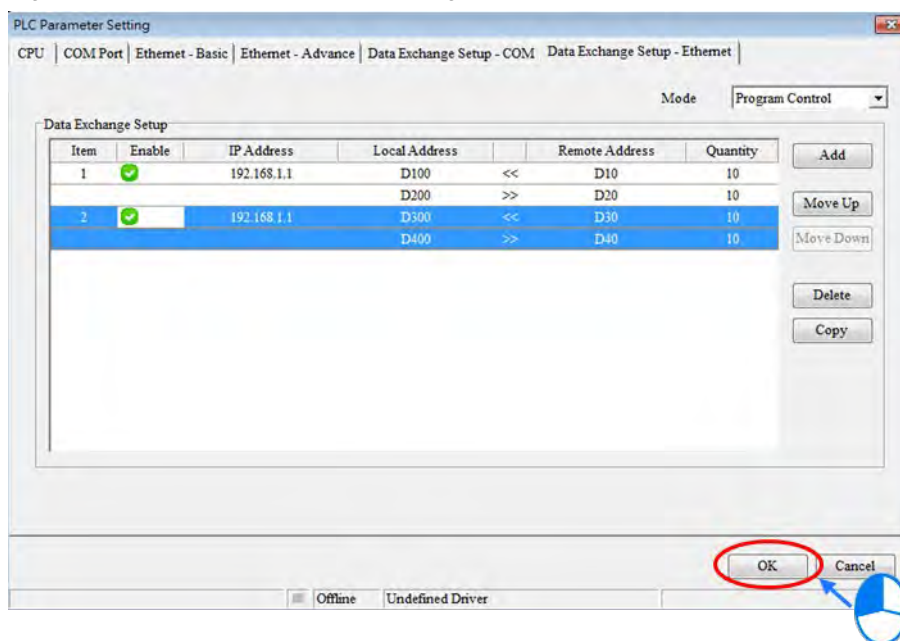 PLC Parameter Setting
CPU COM Port Ethernet - Basic Ethernet - Advance Data Exchange Setup - COM Data Exchange Setup - Ethernet
Mode Program Control
Data Exchange Setup
Item Enable IP Address Local Address Remote Address Quantity
1 192.168.1.1 D100 << D10 10
D200 >> D20 10
2 192.168.1.1 D300 << D30 10
D400 >> D40 10
Add
Move Up
Move Down
Delete
Copy
OK Cancel
Offline Undefined Driver